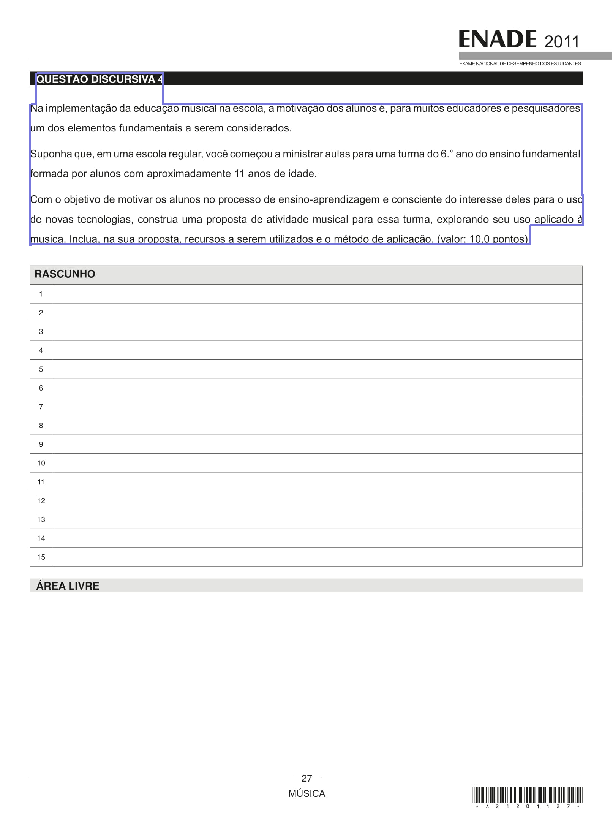 ENADE 2011
EXAME NACIONAL DE DESEMPENHO DOS ESTUDANTES
QUESTÃO DISCURSIVA 4
Na implementação da educação musical na escola, a motivação dos alunos é, para muitos educadores e pesquisadores
um dos elementos fundamentais a serem considerados.
Suponha que, em uma escola regular, você começou a ministrar aulas para uma turma do 6.º ano do ensino fundamental
formada por alunos com aproximadamente 11 anos de idade.
Com o objetivo de motivar os alunos no processo de ensino-aprendizagem e consciente do interesse deles para o uso
de novas tecnologias, construa uma proposta de atividade musical para essa turma, explorando seu uso aplicado à
música. Inclua, na sua proposta, recursos a serem utilizados e o método de aplicação. (valor: 10,0 pontos)
RASCUNHO
1
2
3
4
5
6
7
8
9
10
11
12
13
14
15
ÁREA LIVRE
27
MÚSICA